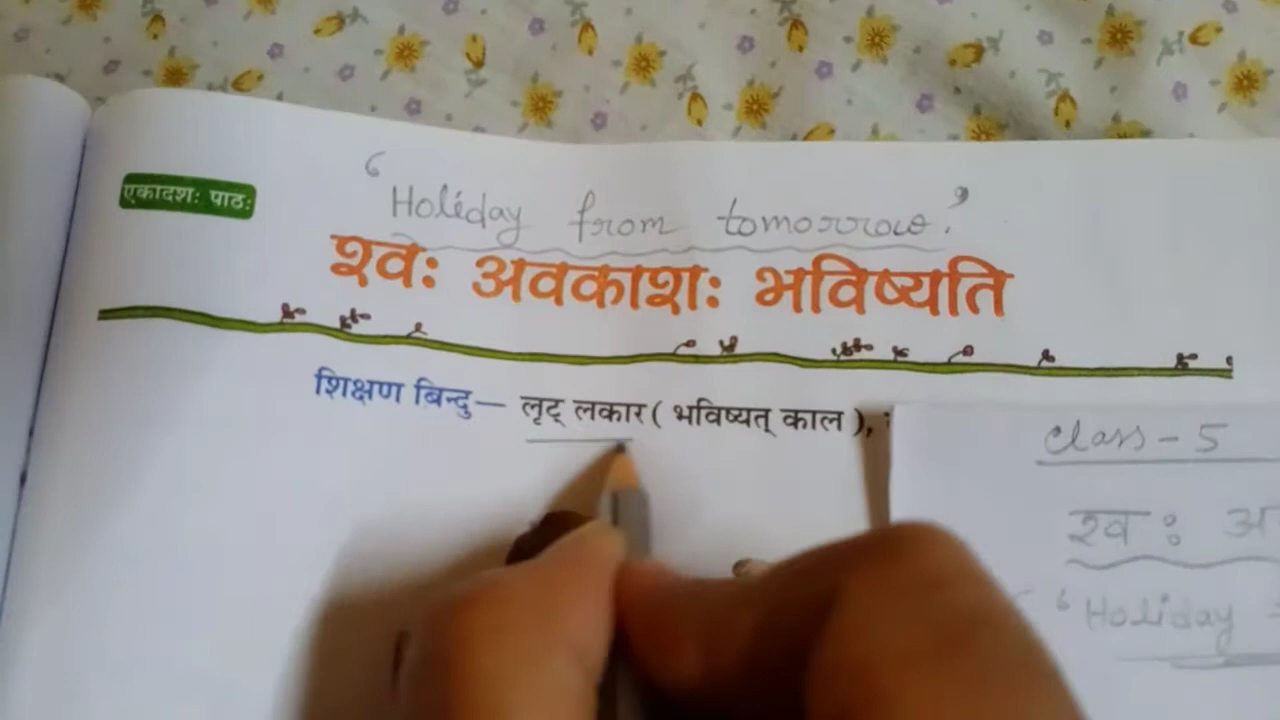 एकादशः पाठः
'Holiday from tomorrow.'
श्वः अवकाशः भविष्यति
शिक्षण बिन्दु— लृट् लकार ( भविष्यत् काल ),
Class - 5
श्व : अ
'Holiday